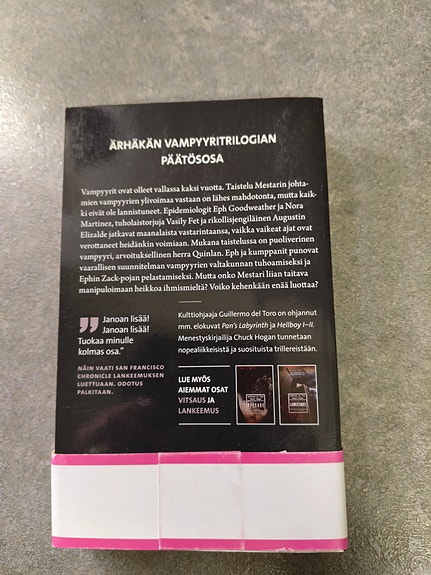 ÄRHÄKÄN VAMPYYRITRILOGIAN
PÄÄTÖSOSA
Vampyyrit ovat olleet vallassa kaksi vuotta. Taistelu Mestarin johta-
mien vampyyrien ylivoimaa vastaan on lähes mahdotonta, mutta kaik-
ki eivät ole lannistuneet. Epidemiologit Eph Goodweather ja Nora
Martinez, tuholaistorjuja Vasily Fet ja rikollisjengiläinen Augustin
Elizalde jatkavat maanalaista vastarintaansa, vaikka vaikeat ajat ovat
verottaneet heidänkin voimiaan. Mukana taistelussa on puoliverinen
vampyyri, arvoituksellinen herra Quinlan. Eph ja kumppanit punovat
vaarallisen suunnitelman vampyyrien valtakunnan tuhoamiseksi ja
Ephin Zack-pojan pelastamiseksi. Mutta onko Mestari liian taitava
manipuloimaan heikkoa ihmismieltä? Voiko kehenkään enää luottaa?
”Janoan lisää!
Janoan lisää!
Tuokaa minulle
kolmas osa.”
NÄIN VAATI SAN FRANCISCO
CHRONICLE LANKEEMUKSEN
LUETTUAAN. ODOTUS
PALKITAAN.
Kulttiohjaaja Guillermo del Toro on ohjannut
mm. elokuvat Pan's Labyrinth ja Hellboy I–II.
Menestyskirjailija Chuck Hogan tunnetaan
nopealiikkeisistä ja suosituista trillereistään.
LUE MYÖS
AIEMMAT OSAT
VITSAUS JA
LANKEEMUS
VITSAUS
LANKEEMUS